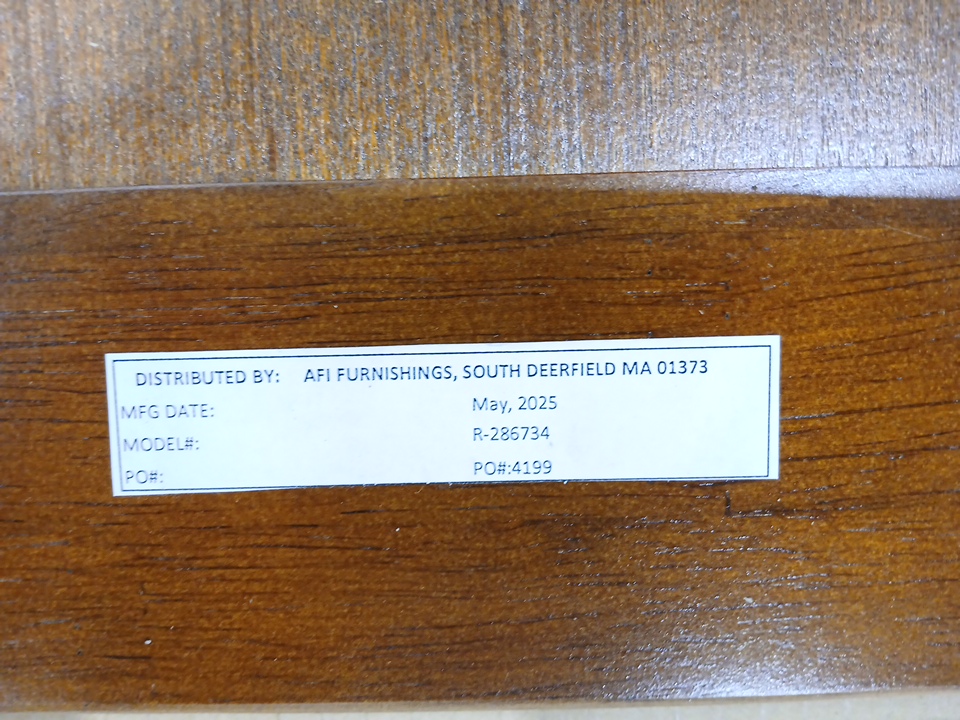 DISTRIBUTED BY: AFI FURNISHINGS, SOUTH DEERFIELD MA 01373
MFG DATE: May, 2025
MODEL#: R-286734
PO#: PO#:4199